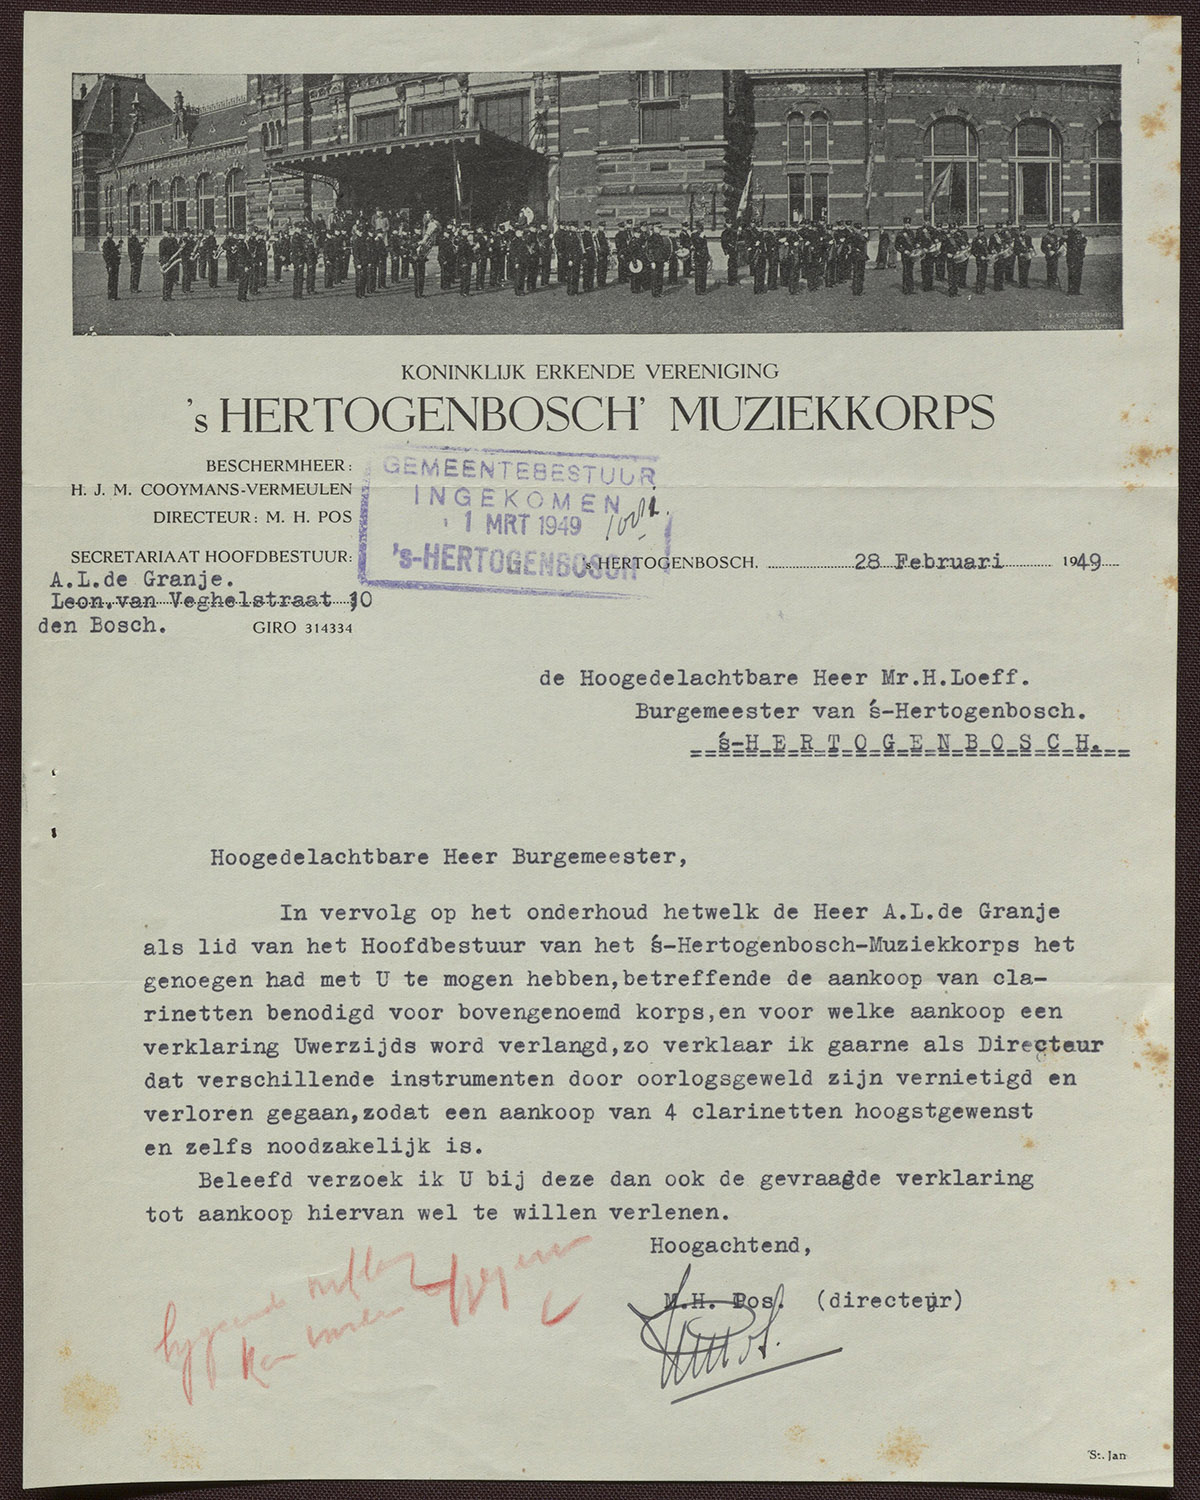 KONINKLIJK ERKENDE VERENIGING
's HERTOGENBOSCH' MUZIEKKORPS
BESCHERMHEER:
H. J. M. COOYMANS-VERMEULEN
DIRECTEUR: M. H. POS
SECRETARIAAT HOOFDBESTUUR:
A.L.de Granje.
Leon.van Veghelstraat 30
den Bosch.
GIRO 314334
GEMEENTEBESTUUR
INGEKOMEN
1 MRT 1949
's-HERTOGENBOSCH
's HERTOGENBOSCH, 28 Februari 1949
de Hoogedelachtbare Heer Mr.H.Loeff.
Burgemeester van 's-Hertogenbosch.
's-HERTOGENBOSCH.
Hoogedelachtbare Heer Burgemeester,
In vervolg op het onderhoud hetwelk de Heer A.L.de Granje
als lid van het Hoofdbestuur van het 's-Hertogenbosch-Muziekkorps het
genoegen had met U te mogen hebben,betreffende de aankoop van cla-
rinetten benodigd voor bovengenoemd korps,en voor welke aankoop een
verklaring Uwerzijds word verlangd,zo verklaar ik gaarne als Directeur
dat verschillende instrumenten door oorlogsgeweld zijn vernietigd en
verloren gegaan,zodat een aankoop van 4 clarinetten hoogstgewenst
en zelfs noodzakelijk is.
Beleefd verzoek ik U bij deze dan ook de gevraagde verklaring
tot aankoop hiervan wel te willen verlenen.
Hoogachtend,
M.H. Pos. (directeur)
St. Jan